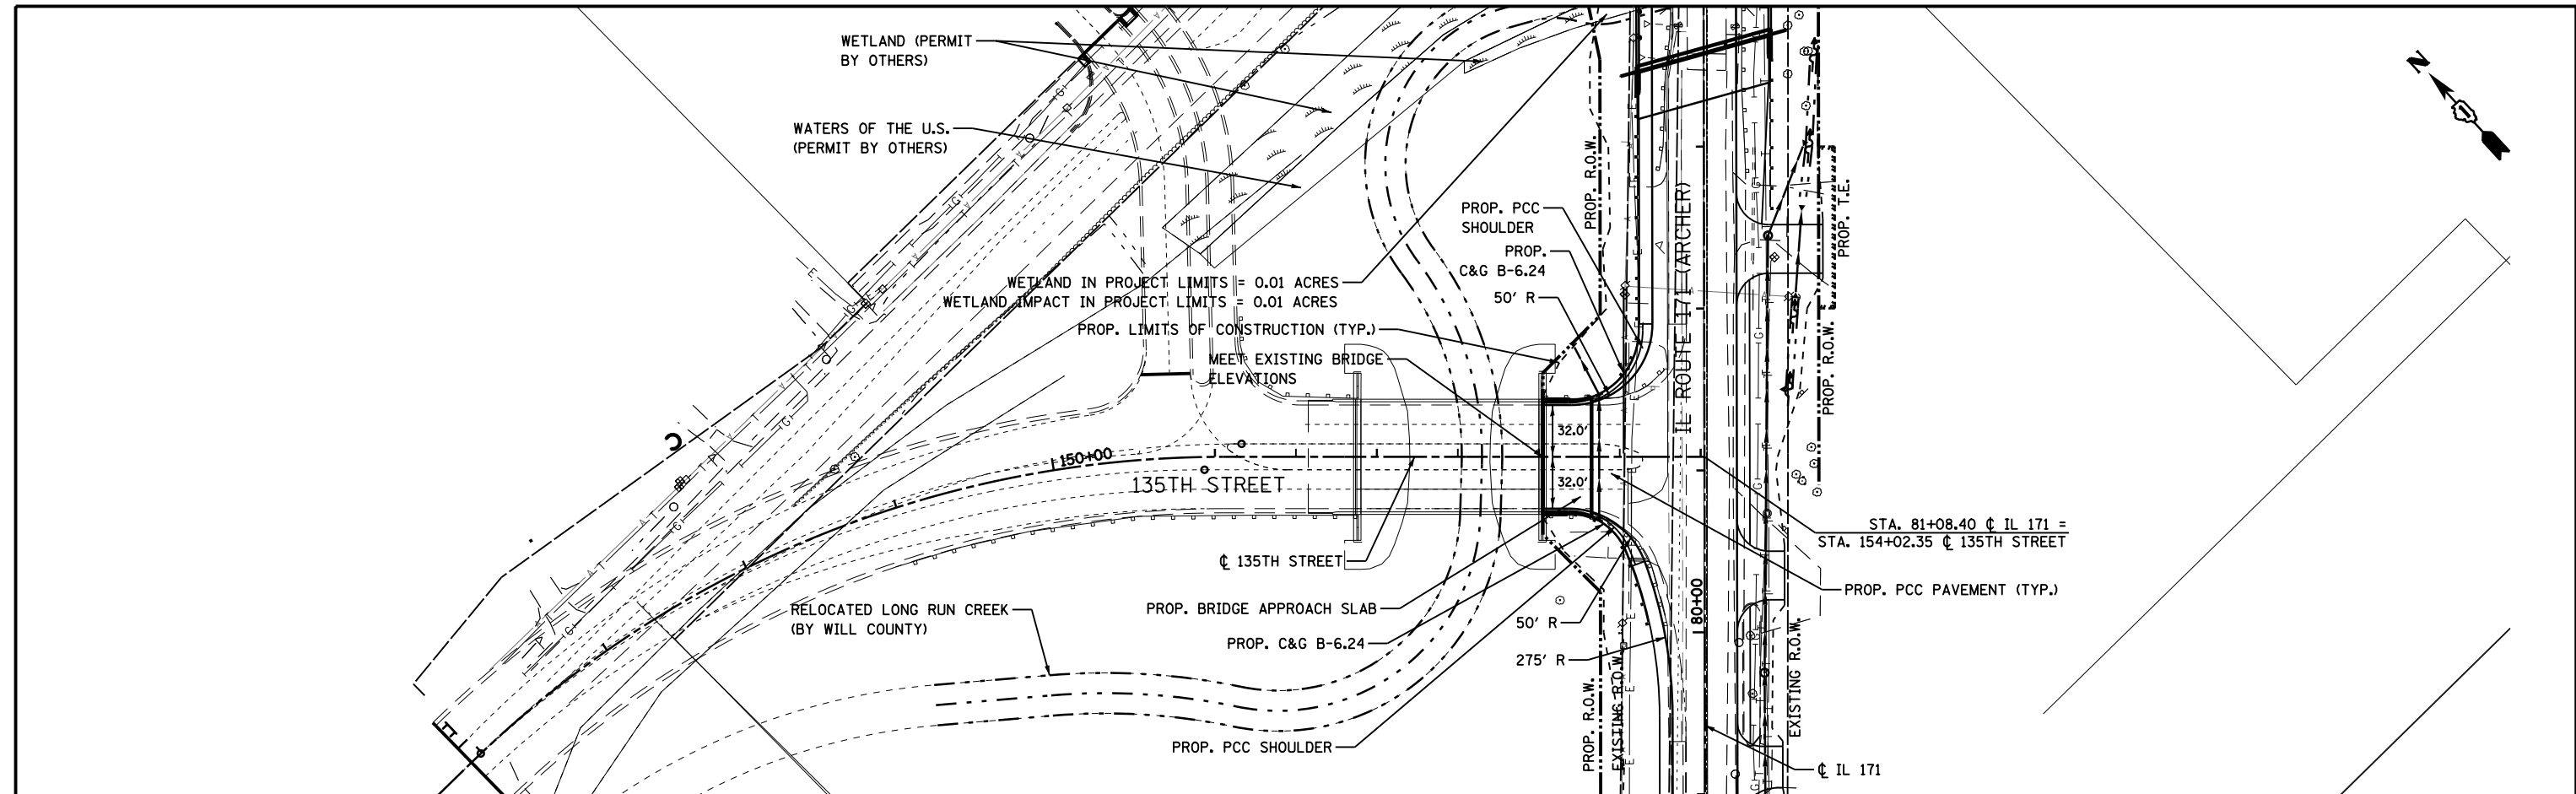 WETLAND (PERMIT
BY OTHERS)
WATERS OF THE U.S.
(PERMIT BY OTHERS)
N
PROP. R.O.W.
PROP. PCC
SHOULDER
PROP.
C&G B-6.24
50' R
WETLAND IN PROJECT LIMITS = 0.01 ACRES
WETLAND IMPACT IN PROJECT LIMITS = 0.01 ACRES
PROP. LIMITS OF CONSTRUCTION (TYP.)
MEET EXISTING BRIDGE
ELEVATIONS
IL ROUTE 171 (ARCHER)
PROP. T.E.
PROP. R.O.W.
32.0'
32.0'
150+00
135TH STREET
STA. 81+08.40 ℄ IL 171 =
STA. 154+02.35 ℄ 135TH STREET
℄ 135TH STREET
PROP. PCC PAVEMENT (TYP.)
RELOCATED LONG RUN CREEK
(BY WILL COUNTY)
PROP. BRIDGE APPROACH SLAB
50' R
PROP. C&G B-6.24
275' R
80+00
PROP. R.O.W.
EXISTING R.O.W.
EXISTING R.O.W.
PROP. PCC SHOULDER
℄ IL 171